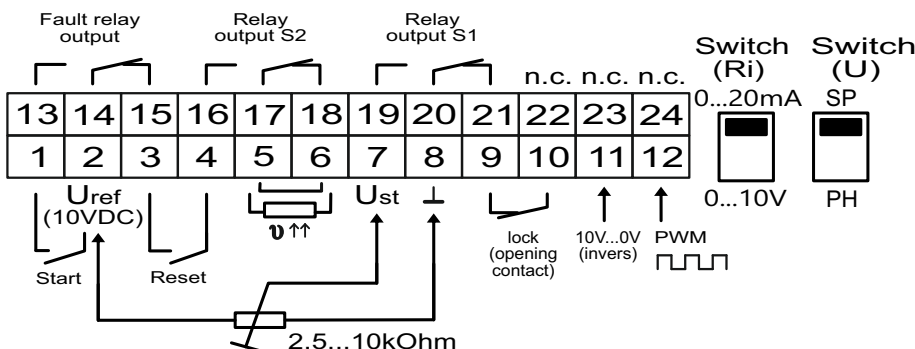 Fault relay
output
Relay
output S2
Relay
output S1
Switch
(Ri)
Switch
(U)
n.c. n.c. n.c.
0...20mA
SP
13 14 15 16 17 18 19 20 21 22 23 24
1 2 3 4 5 6 7 8 9 10 11 12
0...10V
PH
Uref
(10VDC)
Ust
⊥
Start
Reset
ʋ ↑↑
lock
(opening
contact)
10V...0V
(invers)
PWM
2.5...10kOhm